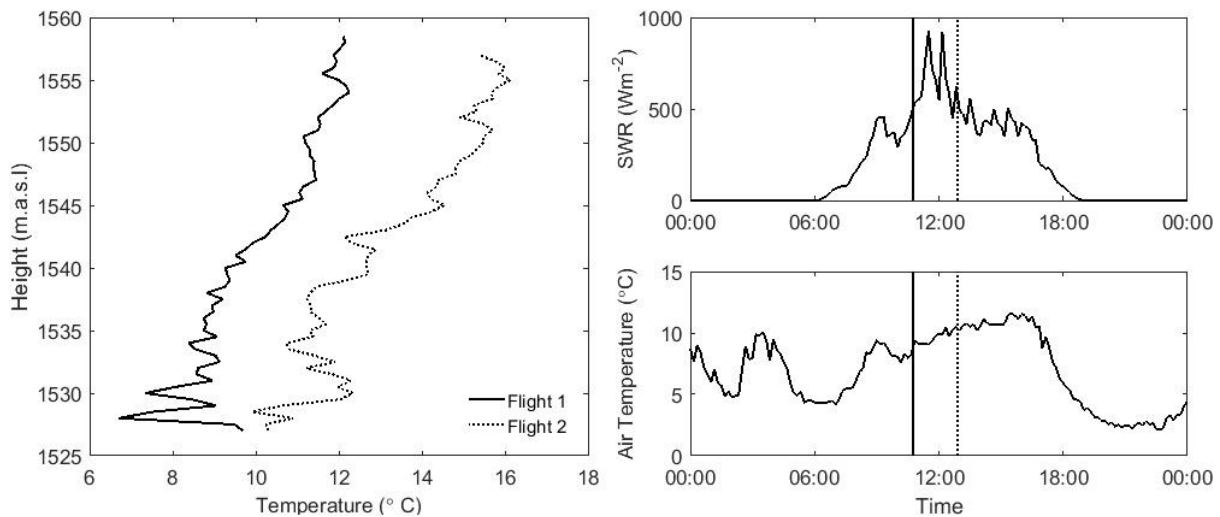 1560
1555
1550
1545
1540
1535
1530
1525
Height (m.a.s.l)
6 8 10 12 14 16 18
Temperature (° C)
Flight 1
Flight 2
1000
500
0
SWR (Wm-2)
00:00 06:00 12:00 18:00 00:00
15
10
5
0
Air Temperature (°C)
00:00 06:00 12:00 18:00 00:00
Time